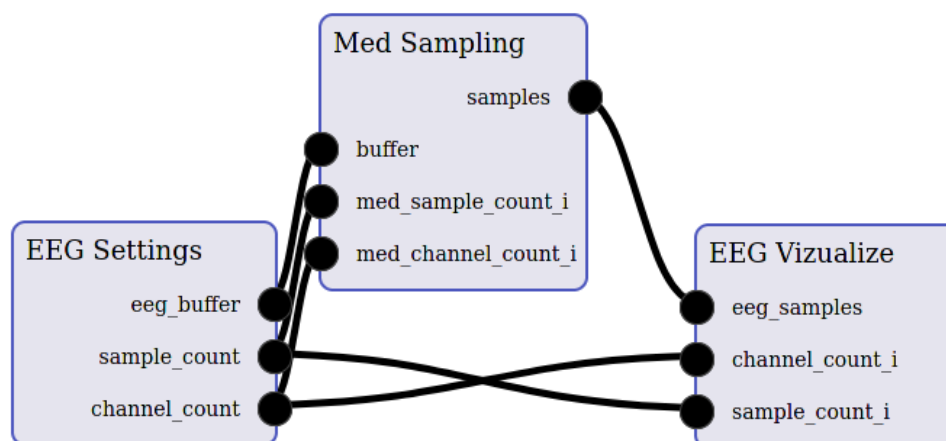 Med Sampling
samples
buffer
med_sample_count_i
med_channel_count_i
EEG Settings
eeg_buffer
sample_count
channel_count
EEG Vizualize
eeg_samples
channel_count_i
sample_count_i